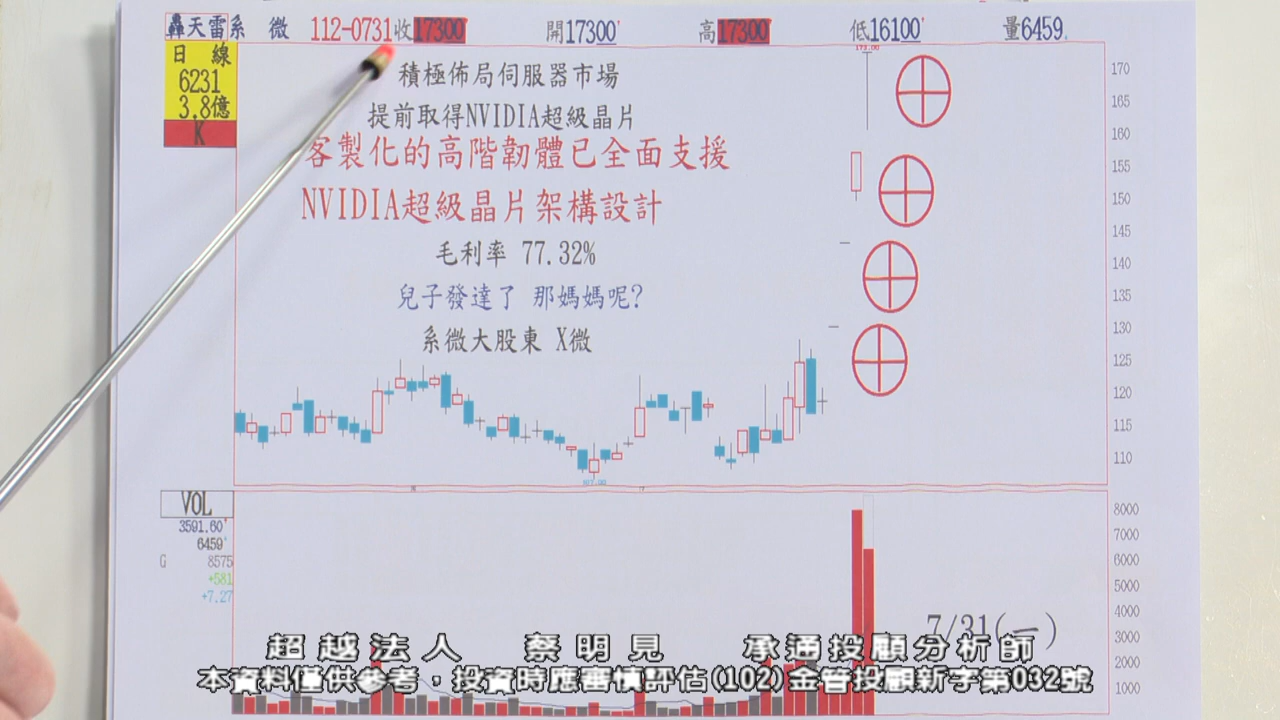 轟天雷系 微 112-0731收17300' 開17300' 高17300 低16100' 量6459
日 線
6231
3.8億
K
積極佈局伺服器市場
提前取得NVIDIA超級晶片
客製化的高階韌體已全面支援
NVIDIA超級晶片架構設計
毛利率 77.32%
兒子發達了 那媽媽呢?
系微大股東 X微
173.00
170
165
160
155
150
145
140
135
130
125
120
115
110
VOL
3591.60'
6459'
G 8575
+581
+7.27
8000
7000
6000
5000
4000
3000
2000
1000
7/31(一)
超越法人 蔡明見 承通投顧分析師
本資料僅供參考，投資時應審慎評估(102)金管投顧新字第032號